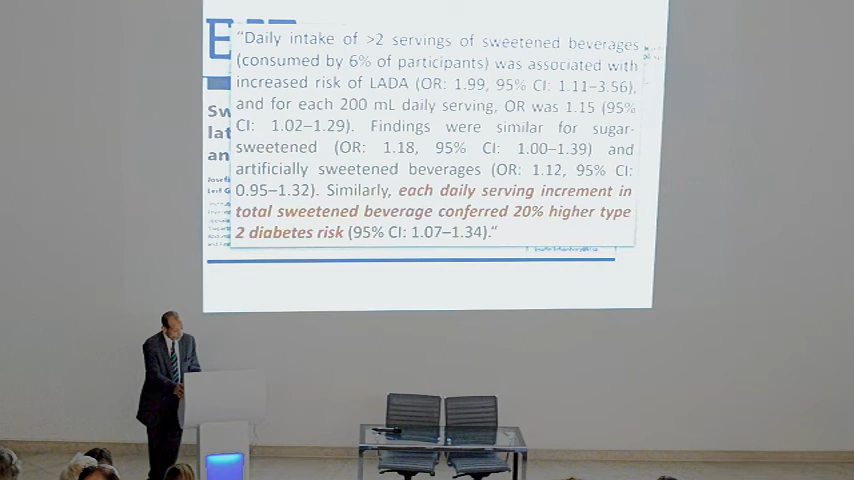 “Daily intake of >2 servings of sweetened beverages
(consumed by 6% of participants) was associated with
increased risk of LADA (OR: 1.99, 95% CI: 1.11–3.56),
and for each 200 mL daily serving, OR was 1.15 (95%
CI: 1.02–1.29). Findings were similar for sugar-
sweetened (OR: 1.18, 95% CI: 1.00–1.39) and
artificially sweetened beverages (OR: 1.12, 95% CI:
0.95–1.32). Similarly, each daily serving increment in
total sweetened beverage conferred 20% higher type
2 diabetes risk (95% CI: 1.07–1.34).“
Sw
lat
an